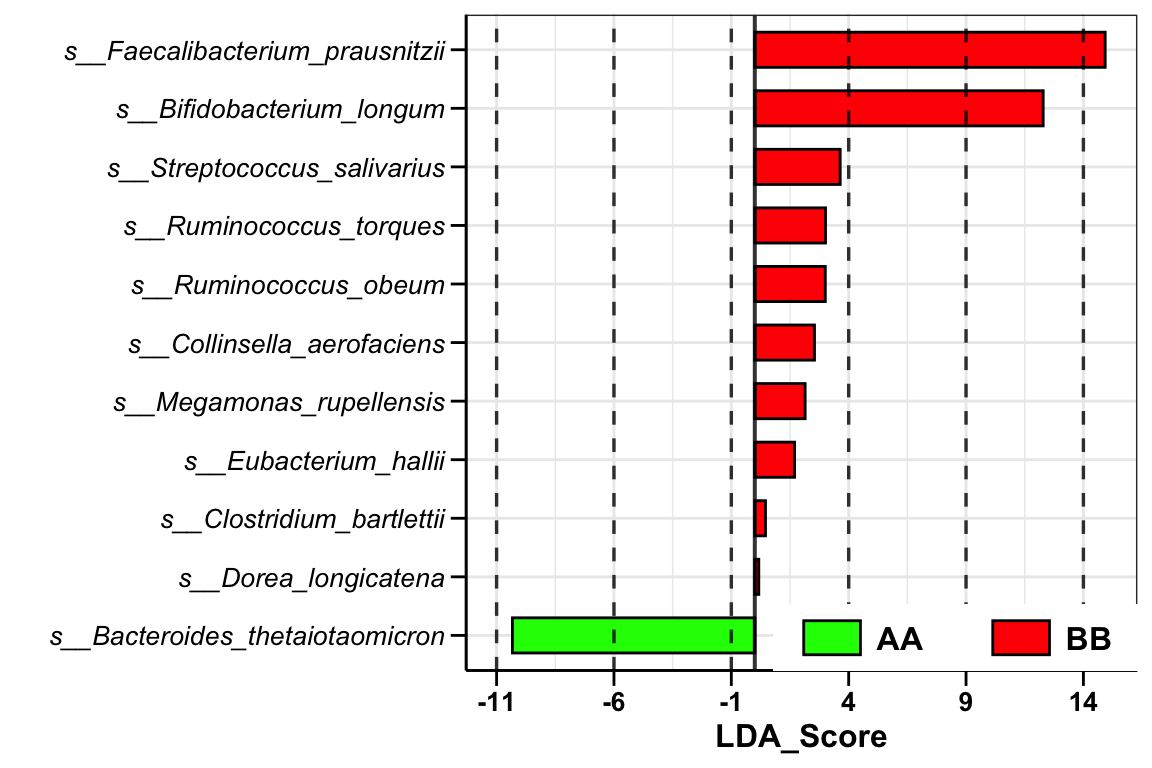 s__Faecalibacterium_prausnitzii
s__Bifidobacterium_longum
s__Streptococcus_salivarius
s__Ruminococcus_torques
s__Ruminococcus_obeum
s__Collinsella_aerofaciens
s__Megamonas_rupellensis
s__Eubacterium_hallii
s__Clostridium_bartlettii
s__Dorea_longicatena
s__Bacteroides_thetaiotaomicron
AA BB
-11 -6 -1 4 9 14
LDA_Score